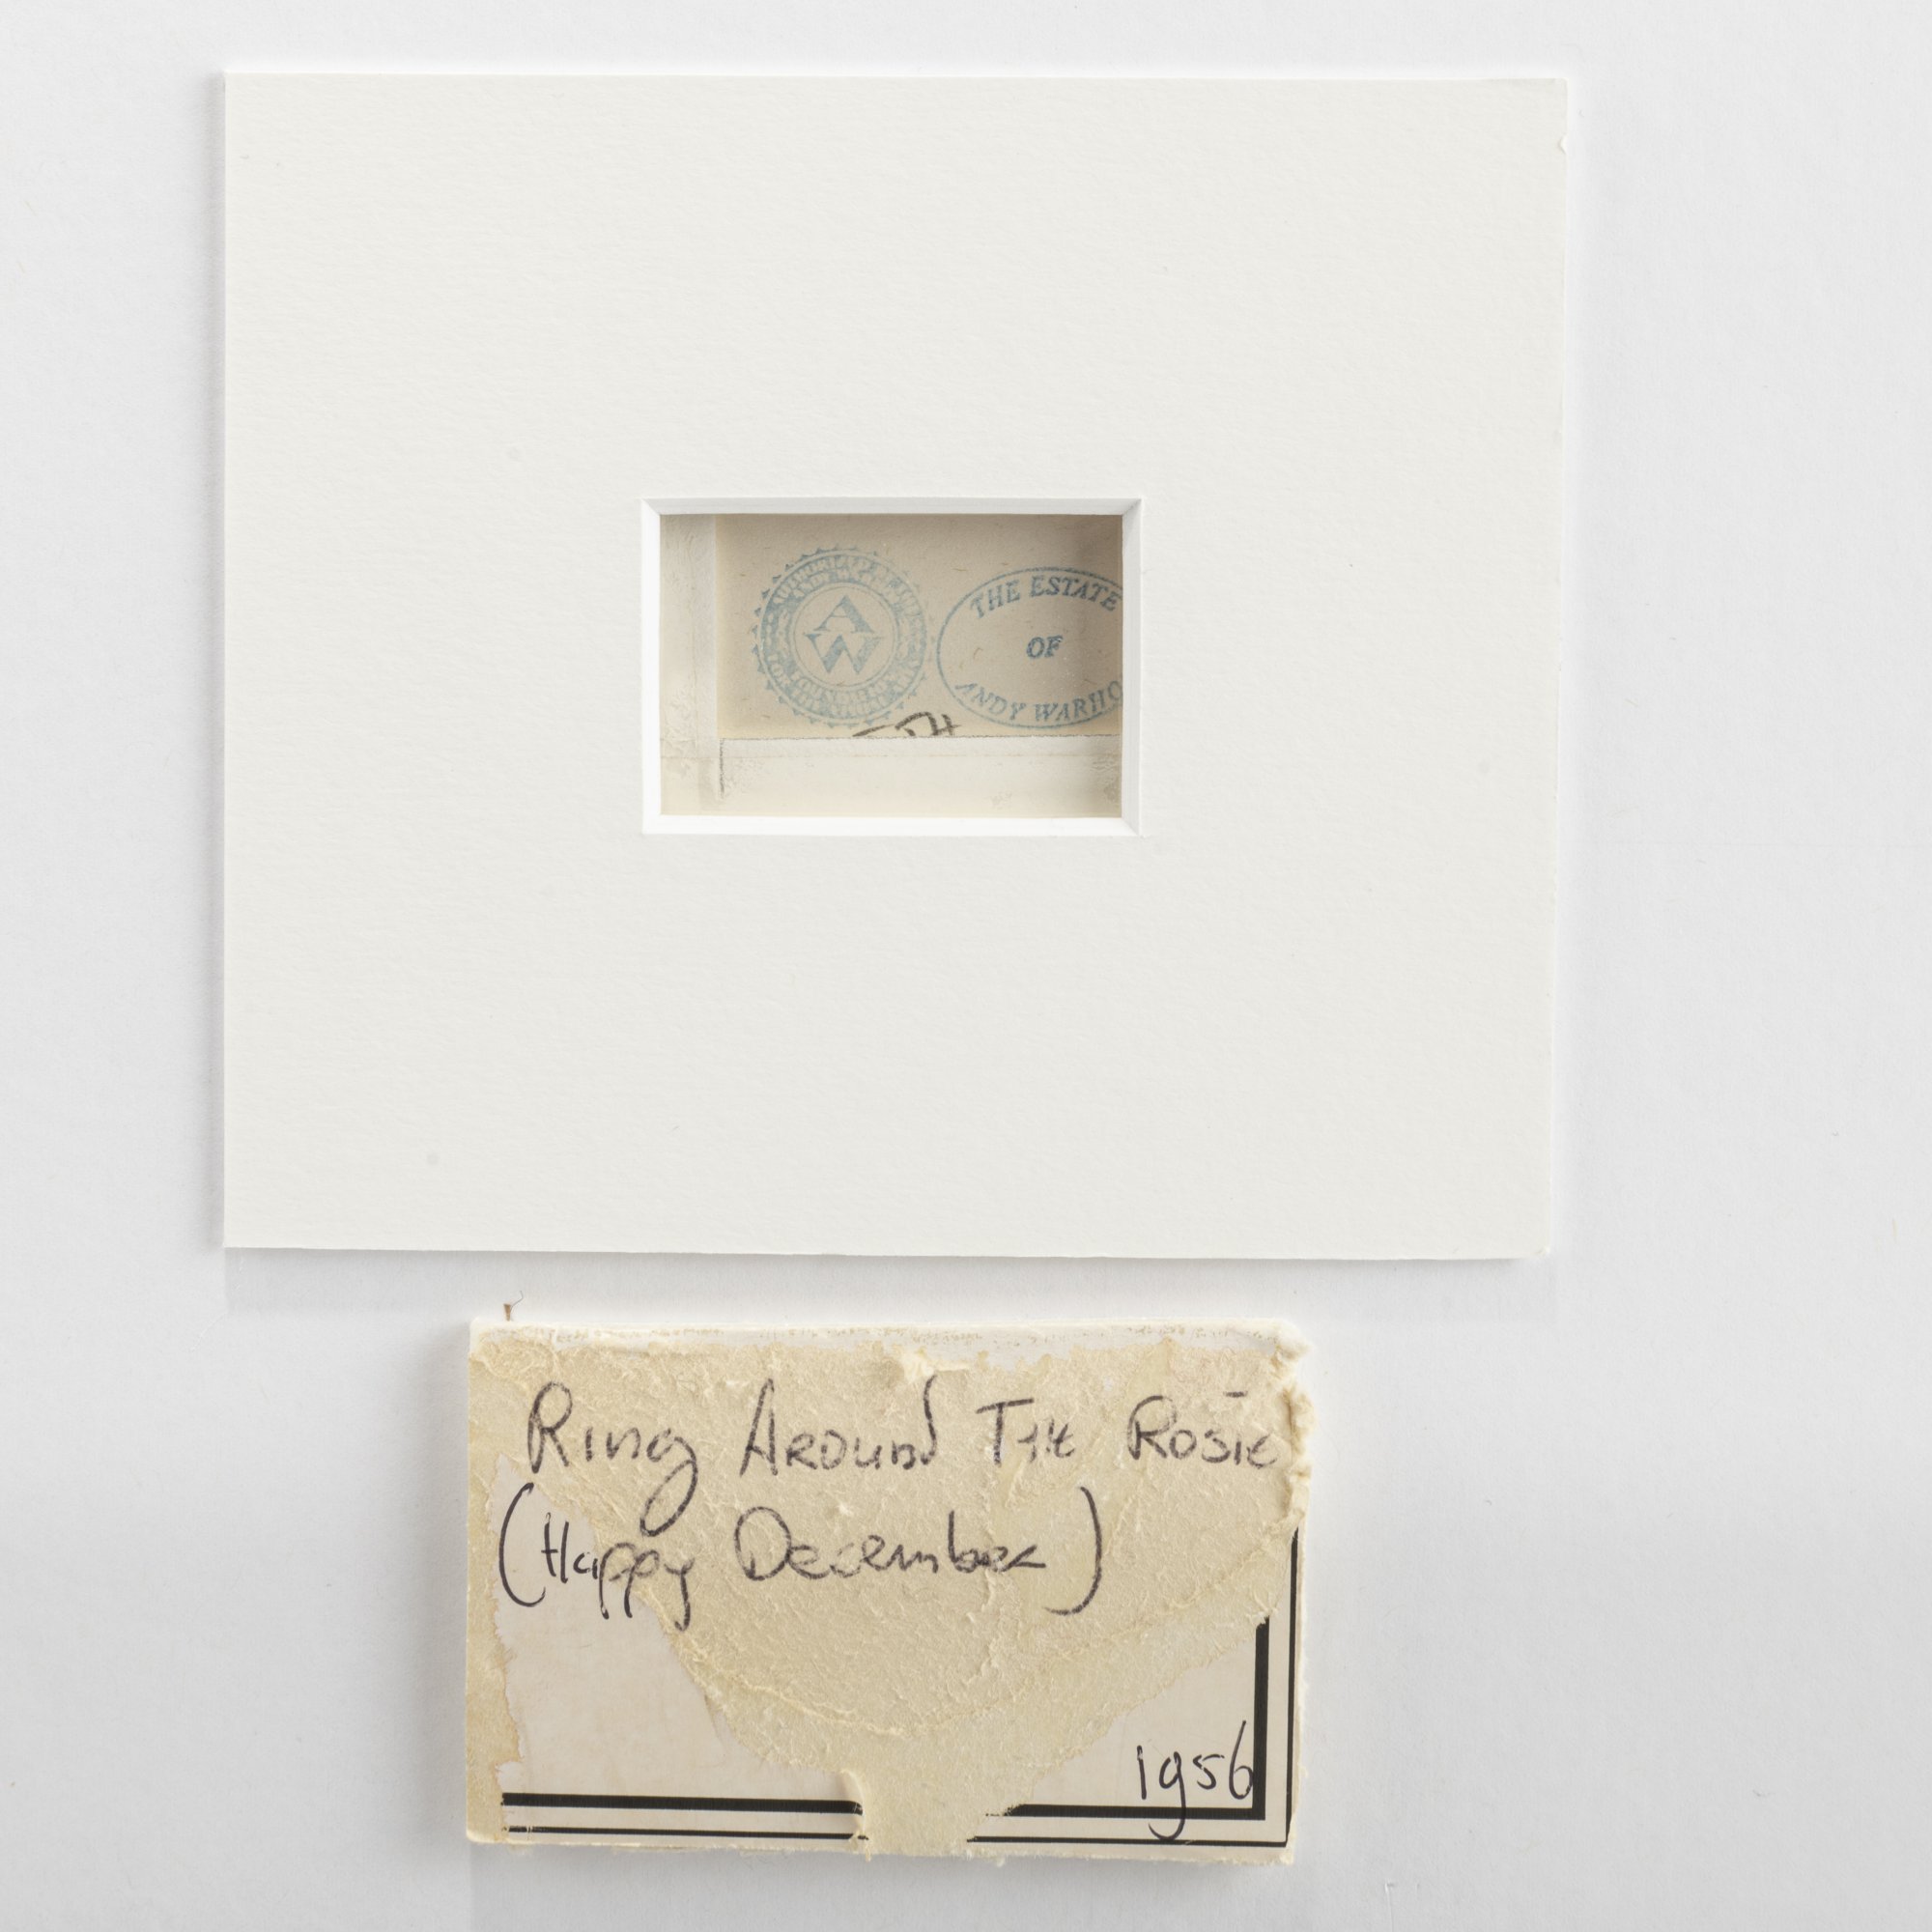 A
W
THE ESTATE
OF
ANDY WARHO
Ring Around The Rosie
(Happy December)
1956